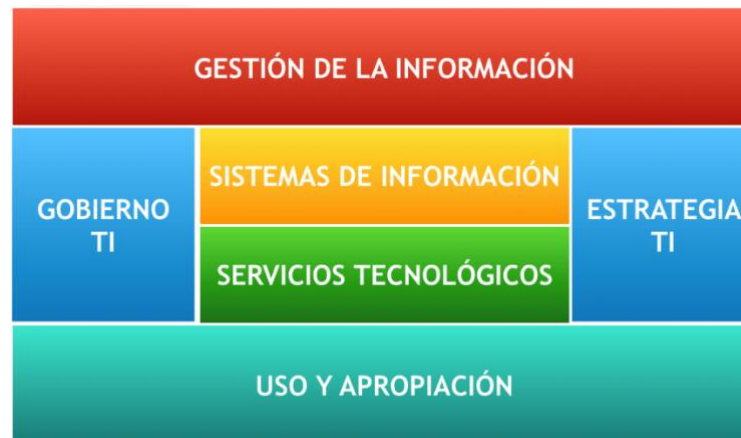 GESTIÓN DE LA INFORMACIÓN
GOBIERNO
TI
SISTEMAS DE INFORMACIÓN
SERVICIOS TECNOLÓGICOS
ESTRATEGIA
TI
USO Y APROPIACIÓN